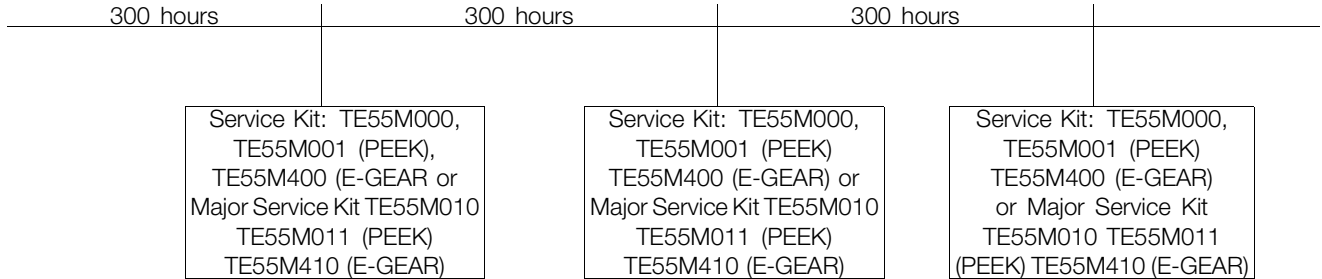 300 hours
300 hours
300 hours
Service Kit: TE55M000,
TE55M001 (PEEK),
TE55M400 (E-GEAR or
Major Service Kit TE55M010
TE55M011 (PEEK)
TE55M410 (E-GEAR)
Service Kit: TE55M000,
TE55M001 (PEEK)
TE55M400 (E-GEAR) or
Major Service Kit TE55M010
TE55M011 (PEEK)
TE55M410 (E-GEAR)
Service Kit: TE55M000,
TE55M001 (PEEK)
TE55M400 (E-GEAR)
or Major Service Kit
TE55M010 TE55M011
(PEEK) TE55M410 (E-GEAR)